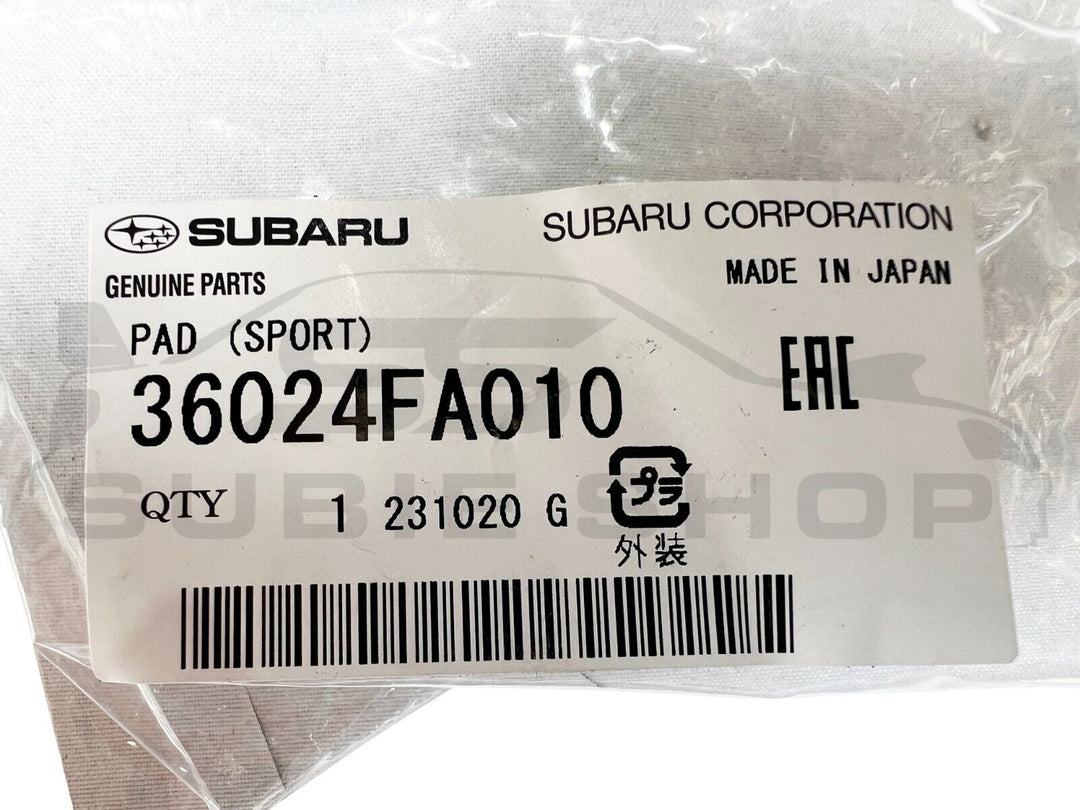 SUBARU
SUBARU CORPORATION
GENUINE PARTS
MADE IN JAPAN
PAD (SPORT)
36024FA010
EAC
QTY 1 231020 G
プラ
外装
SS
SUBIE SHOP